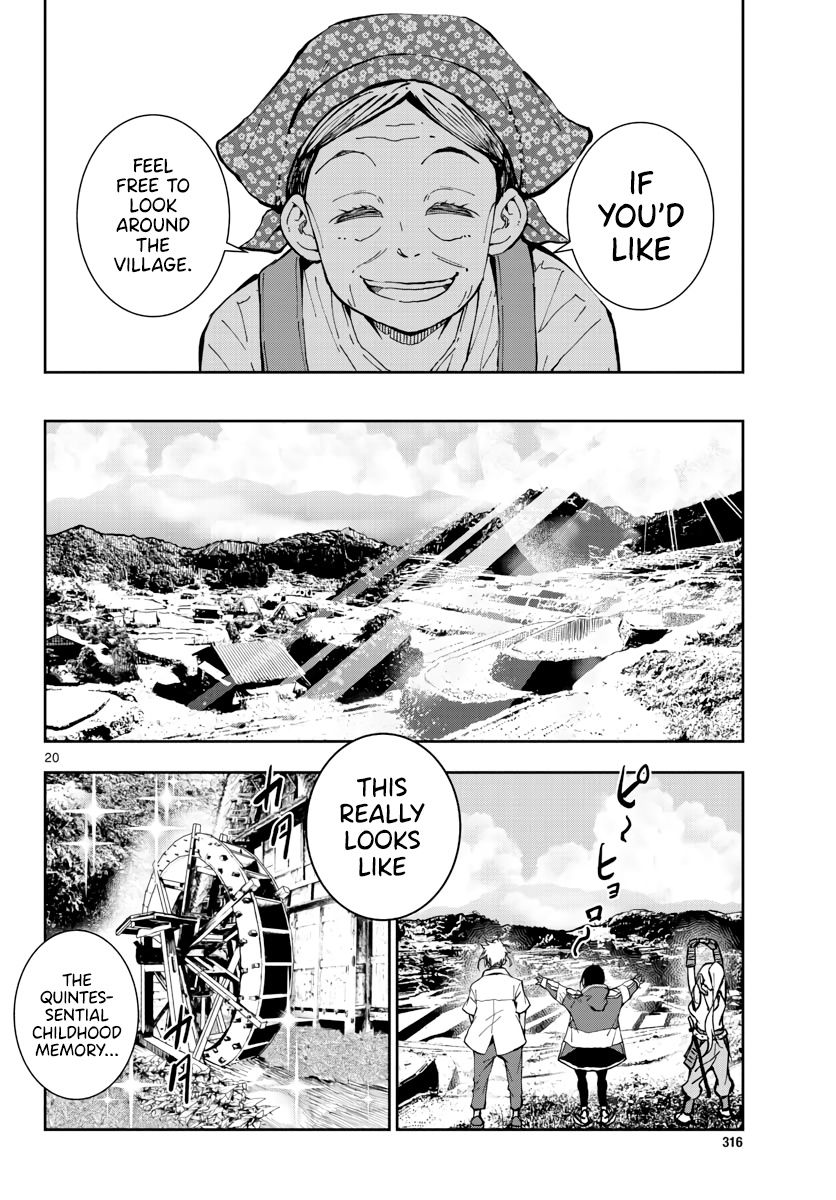 IF
YOU'D
LIKE
FEEL
FREE TO
LOOK
AROUND
THE
VILLAGE.
20
ピ〜
ヒョロ〜
THIS
REALLY
LOOKS
LIKE
カタ
カタ
THE
QUINTES-
SENTIAL
CHILDHOOD
MEMORY...
316